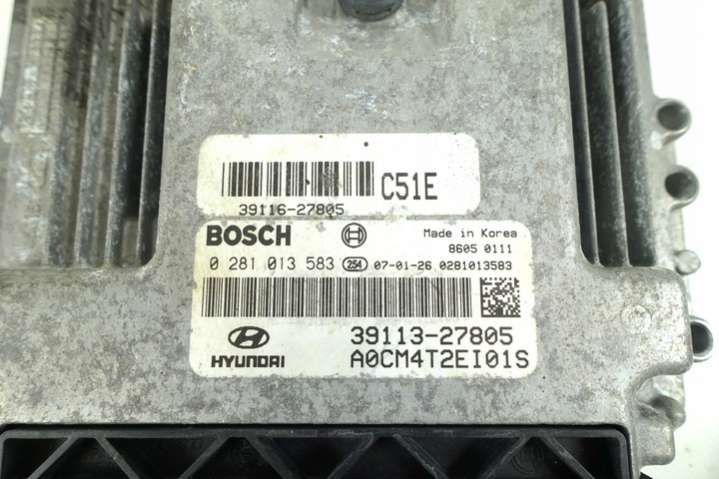 C51E
39116-27805
BOSCH Made in Korea
8605 0111
0 281 013 583 254 07-01-26 0281013583
39113-27805
HYUNDAI A0CM4T2EI01S